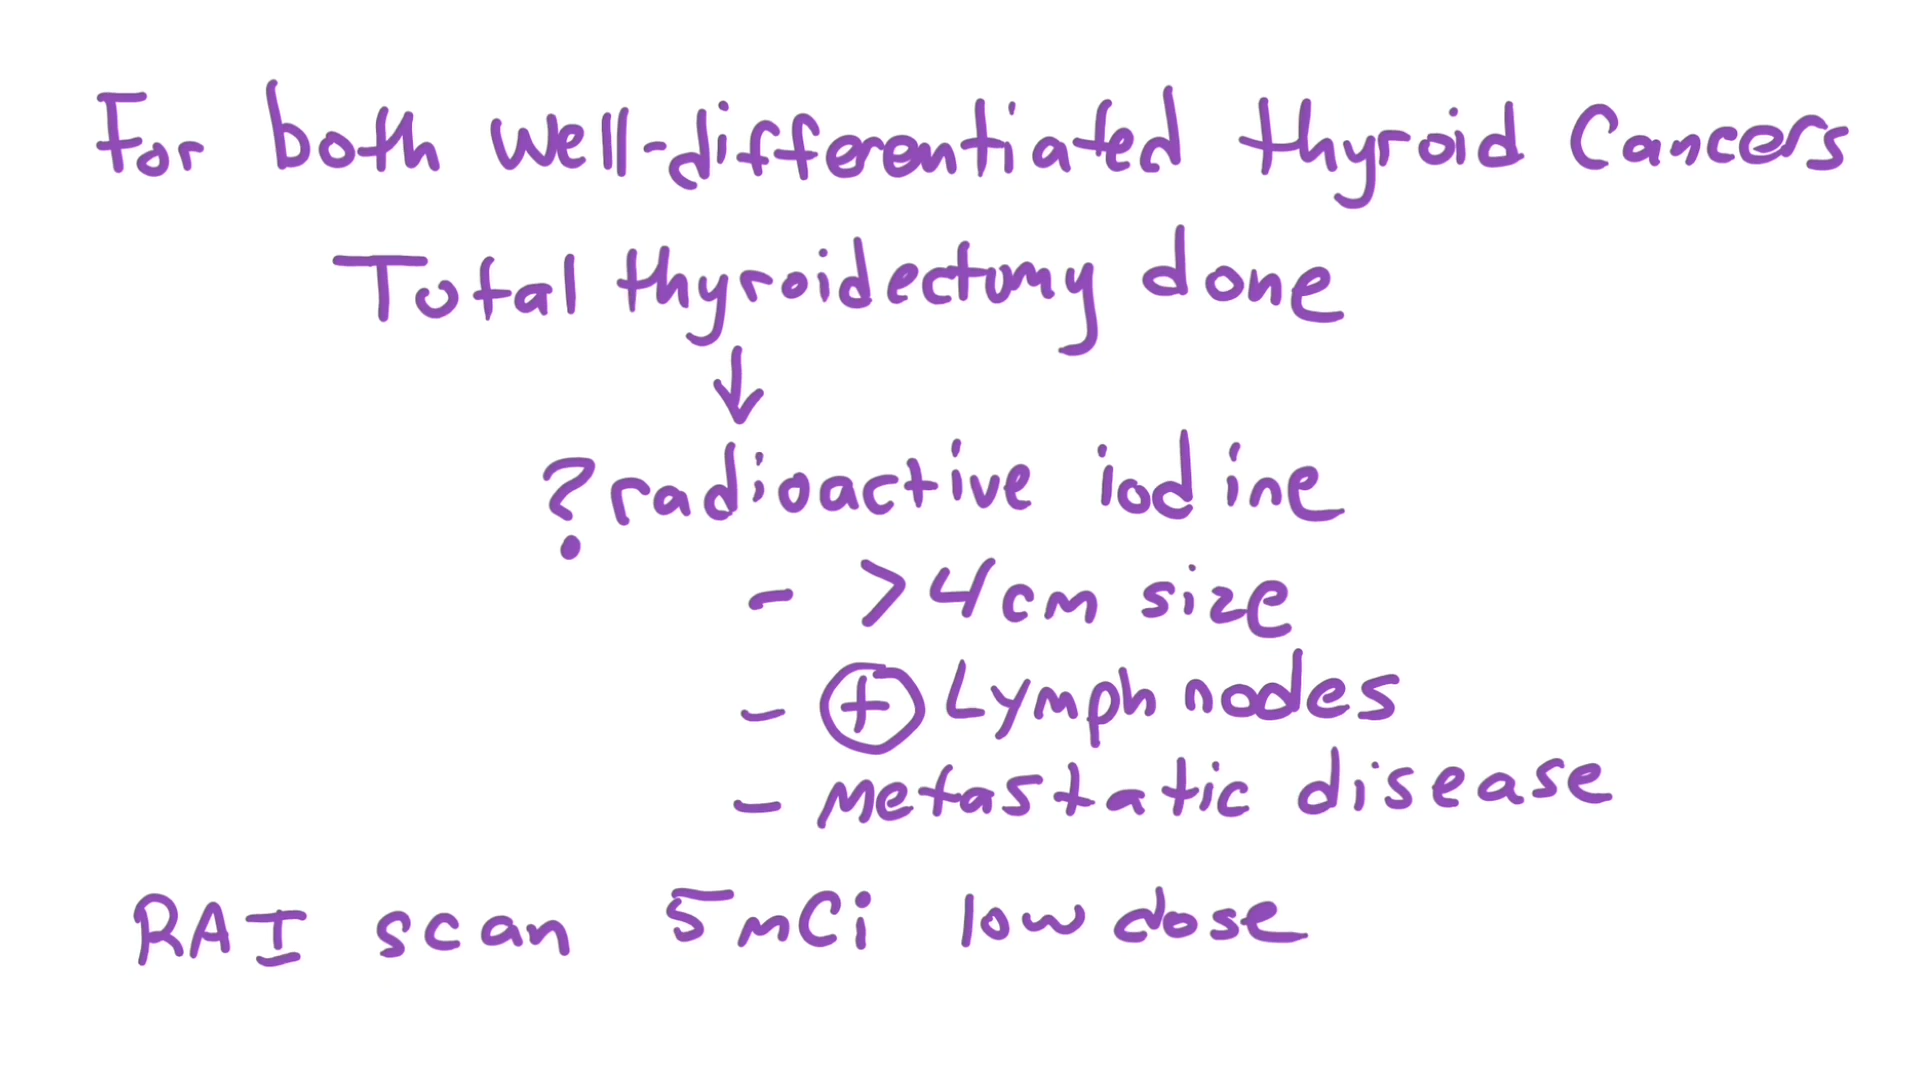 For both well-differentiated thyroid Cancers
Total thyroidectomy done
↓
? radioactive iodine
- >4cm size
- ⊕ Lymph nodes
- Metastatic disease
RAI scan 5mCi low dose